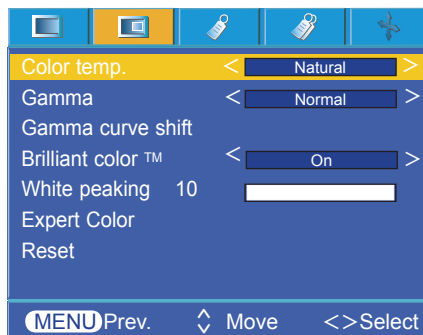 Color temp. < Natural >
Gamma < Normal >
Gamma curve shift
Brilliant color TM < On >
White peaking 10
Expert Color
Reset
MENU Prev. Move <>Select